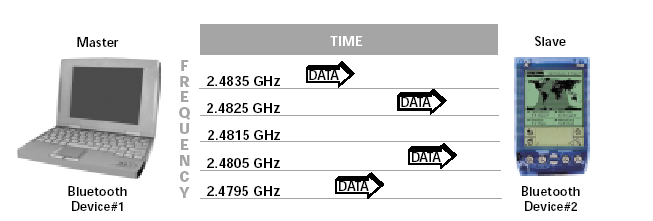 Master
TIME
Slave
FREQUENCY
2.4835 GHz
DATA
2.4825 GHz
DATA
2.4815 GHz
2.4805 GHz
DATA
2.4795 GHz
DATA
Bluetooth
Device#1
Bluetooth
Device#2